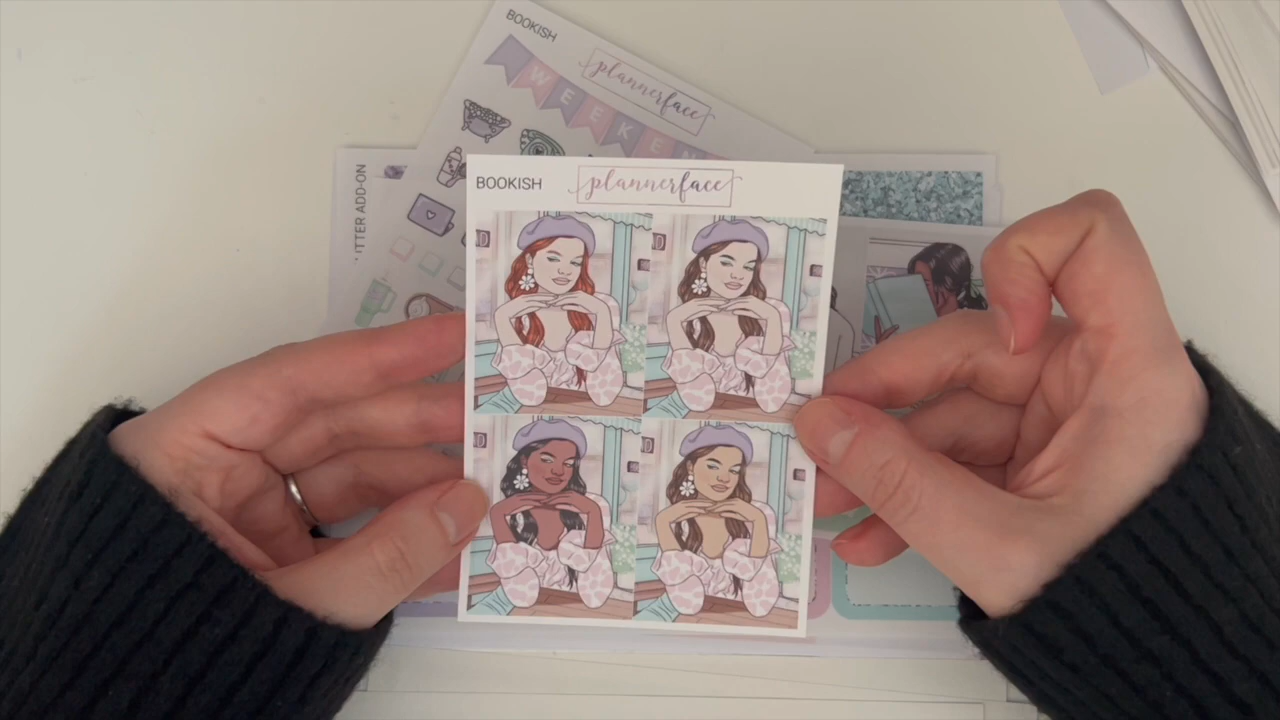 BOOKISH
plannerface
WEEKEN
BOOKISH
plannerface
TTER ADD-ON